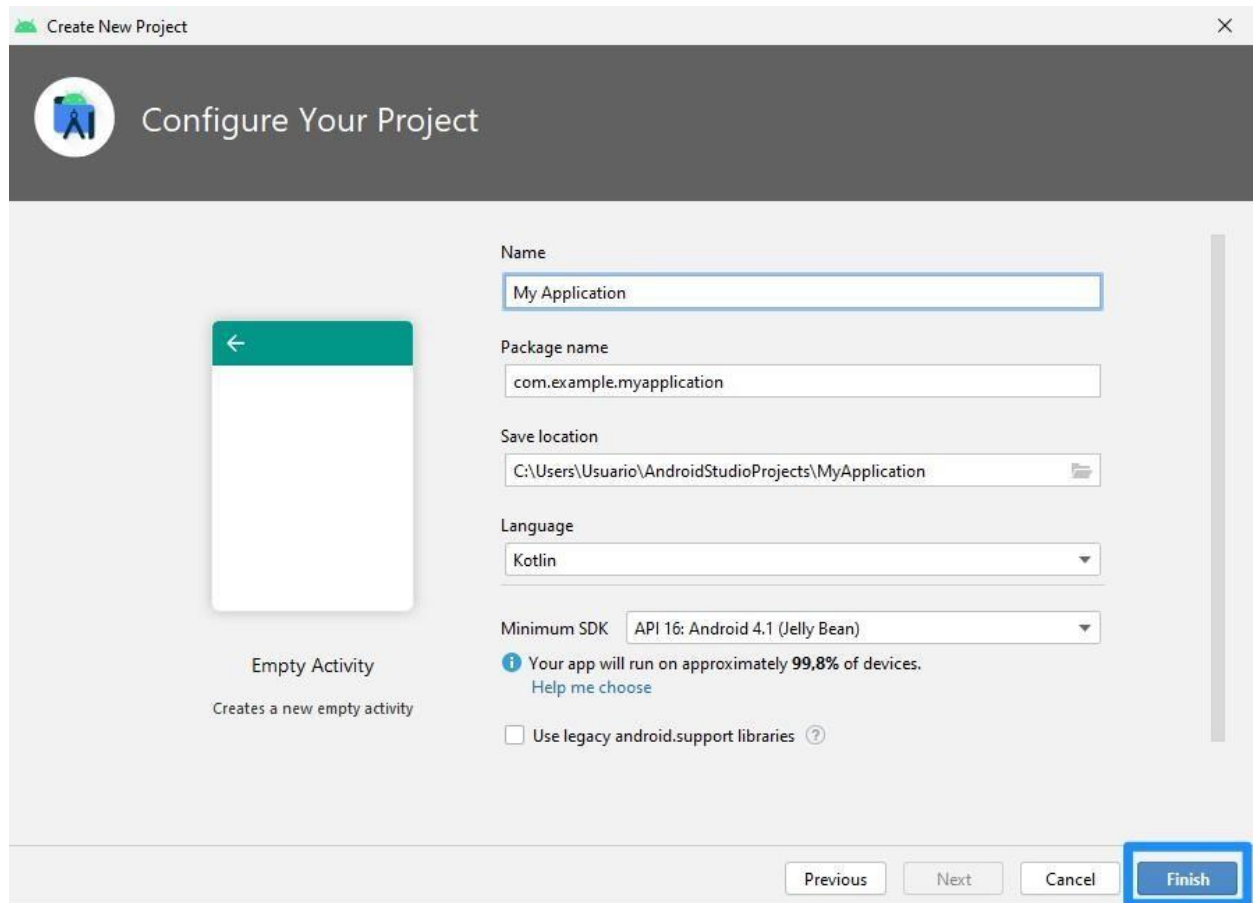 Create New Project
Configure Your Project
Name
My Application
Package name
com.example.myapplication
Save location
C:\Users\Usuario\AndroidStudioProjects\MyApplication
Language
Kotlin
Minimum SDK API 16: Android 4.1 (Jelly Bean)
Your app will run on approximately 99,8% of devices.
Help me choose
Use legacy android.support libraries ?
Empty Activity
Creates a new empty activity
Previous Next Cancel Finish